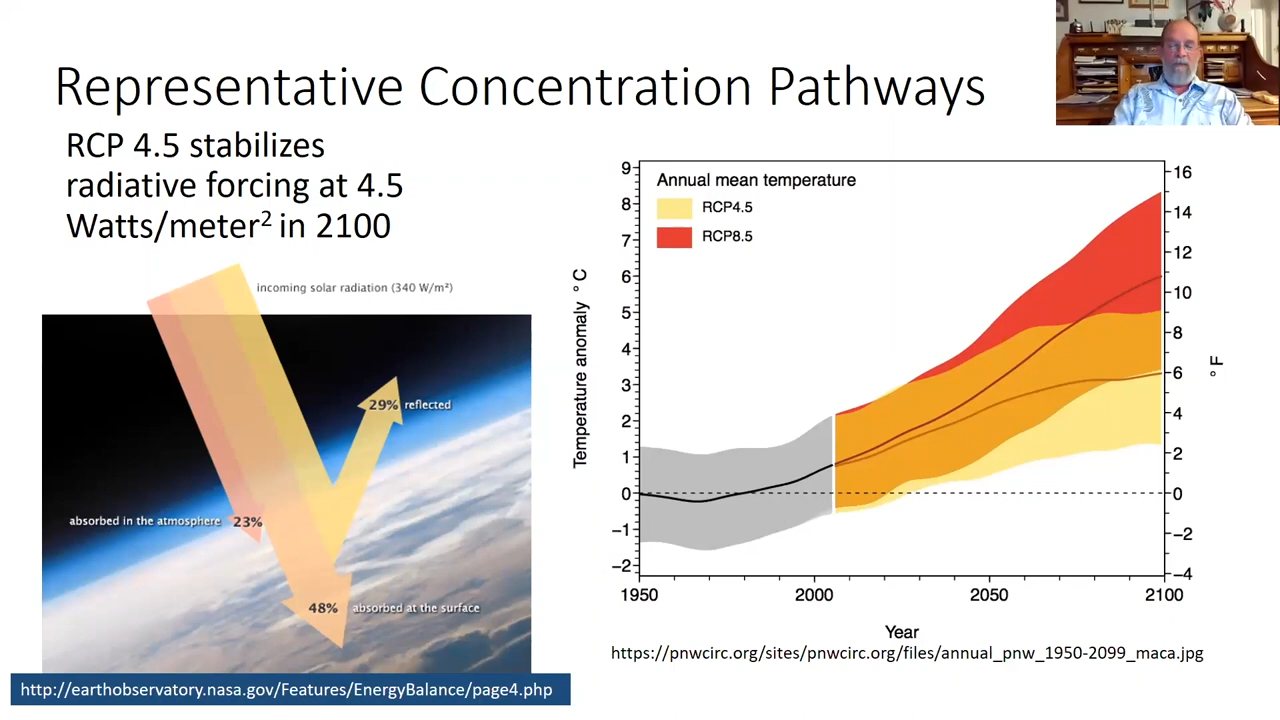 Representative Concentration Pathways
RCP 4.5 stabilizes
radiative forcing at 4.5
Watts/meter² in 2100
incoming solar radiation (340 W/m²)
29% reflected
absorbed in the atmosphere 23%
48% absorbed at the surface
http://earthobservatory.nasa.gov/Features/EnergyBalance/page4.php
Annual mean temperature
RCP4.5
RCP8.5
Temperature anomaly °C
9
8
7
6
5
4
3
2
1
0
−1
−2
16
14
12
10
8
6
4
2
0
−2
−4
°F
1950 2000 2050 2100
Year
https://pnwcirc.org/sites/pnwcirc.org/files/annual_pnw_1950-2099_maca.jpg